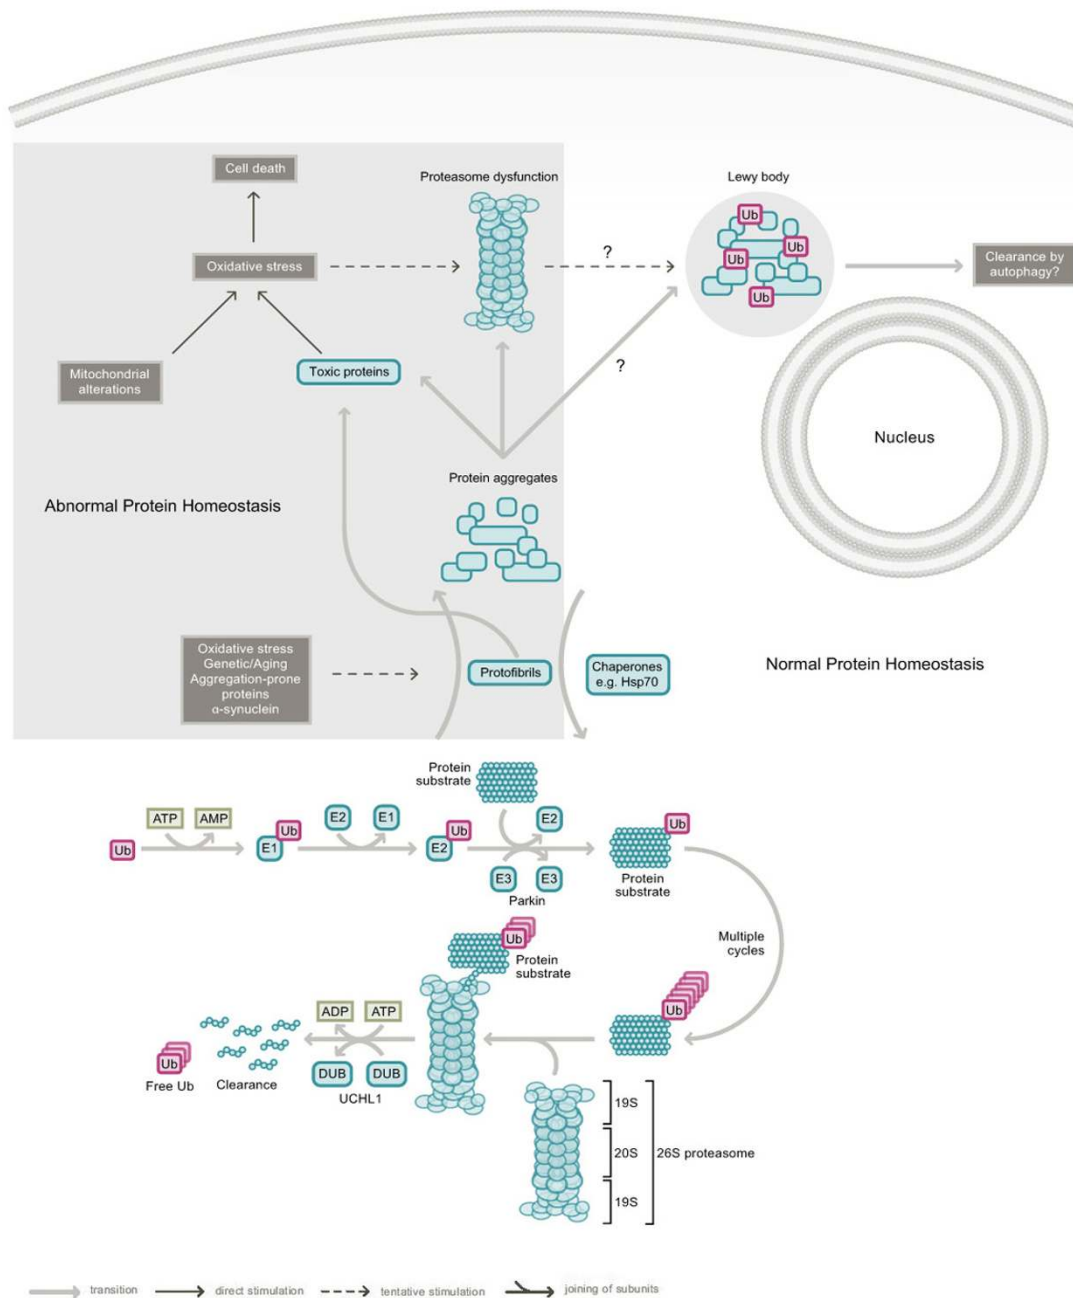 Cell death
Proteasome dysfunction
Lewy body
Ub
Ub
Ub
Ub
?
Oxidative stress
Clearance by
autophagy?
Mitochondrial
alterations
Toxic proteins
?
Nucleus
Protein aggregates
Abnormal Protein Homeostasis
Oxidative stress
Genetic/Aging
Aggregation-prone
proteins
α-synuclein
Protofibrils
Chaperones
e.g. Hsp70
Normal Protein Homeostasis
Protein
substrate
ATP
AMP
Ub
E1
Ub
E2
E1
E2
Ub
E2
E3
E3
Parkin
Ub
Protein
substrate
Ub
Protein
substrate
Multiple
cycles
Ub
ADP
ATP
DUB
DUB
UCHL1
Ub
Free Ub
Clearance
19S
20S
26S proteasome
19S
transition
direct stimulation
tentative stimulation
joining of subunits